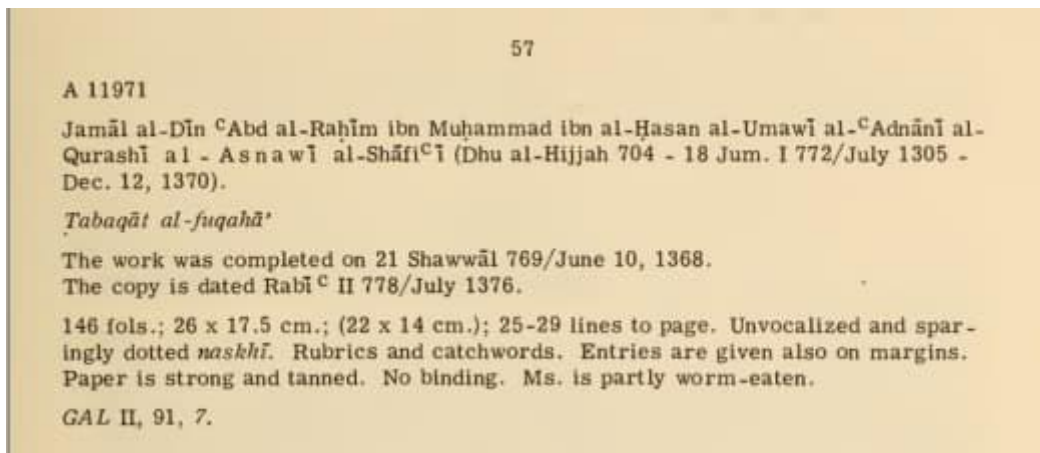 57
A 11971
Jamāl al-Dīn ᶜAbd al-Raḥīm ibn Muḥammad ibn al-Ḥasan al-Umawī al-ᶜAdnānī al-
Qurashī al - Asnawī al-Shāfiᶜī (Dhu al-Hijjah 704 - 18 Jum. I 772/July 1305 -
Dec. 12, 1370).
Ṭabaqāt al-fuqahā'
The work was completed on 21 Shawwāl 769/June 10, 1368.
The copy is dated Rabīᶜ II 778/July 1376.
146 fols.; 26 x 17.5 cm.; (22 x 14 cm.); 25-29 lines to page. Unvocalized and spar-
ingly dotted naskhī. Rubrics and catchwords. Entries are given also on margins.
Paper is strong and tanned. No binding. Ms. is partly worm-eaten.
GAL II, 91, 7.